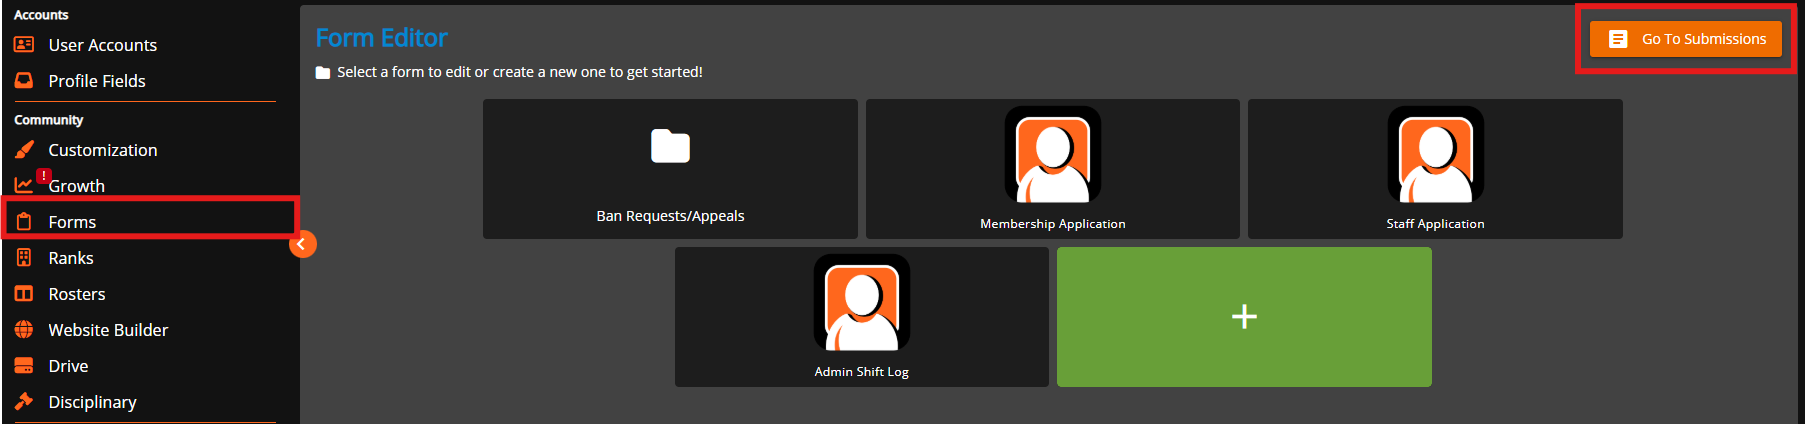 Accounts
User Accounts
Profile Fields
Community
Customization
!
Growth
Forms
Ranks
Rosters
Website Builder
Drive
Disciplinary
Form Editor
Go To Submissions
Select a form to edit or create a new one to get started!
Ban Requests/Appeals
Membership Application
Staff Application
Admin Shift Log
+